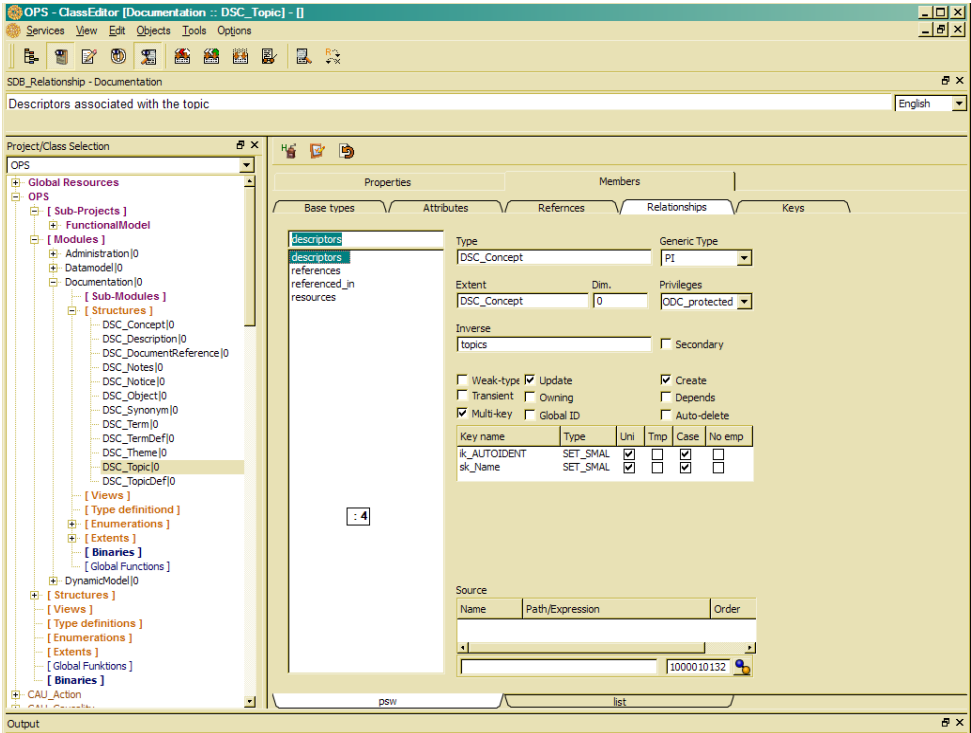 OPS - ClassEditor [Documentation :: DSC_Topic] - []
Services View Edit Objects Tools Options
SDB_Relationship - Documentation
Descriptors associated with the topic
English
Project/Class Selection
OPS
Global Resources
OPS
[ Sub-Projects ]
FunctionalModel
[ Modules ]
Administration|0
Datamodel|0
Documentation|0
[ Sub-Modules ]
[ Structures ]
DSC_Concept|0
DSC_Description|0
DSC_DocumentReference|0
DSC_Notes|0
DSC_Notice|0
DSC_Object|0
DSC_Synonym|0
DSC_Term|0
DSC_TermDef|0
DSC_Theme|0
DSC_Topic|0
DSC_TopicDef|0
[ Views ]
[ Type definitiond ]
[ Enumerations ]
[ Extents ]
[ Binaries ]
[ Global Functions ]
DynamicModel|0
[ Structures ]
[ Views ]
[ Type definitions ]
[ Enumerations ]
[ Extents ]
[ Global Funktions ]
[ Binaries ]
CAU_Action
Properties Members
Base types Attributes Refernces Relationships Keys
descriptors
descriptors
references
referenced_in
resources
: 4
Type Generic Type
DSC_Concept PI
Extent Dim. Privileges
DSC_Concept 0 ODC_protected
Inverse
topics Secondary
Weak-type Update Create
Transient Owning Depends
Multi-key Global ID Auto-delete
Key name Type Uni Tmp Case No emp
ik_AUTOIDENT SET_SMAL
sk_Name SET_SMAL
Source
Name Path/Expression Order
1000010132
psw list
Output